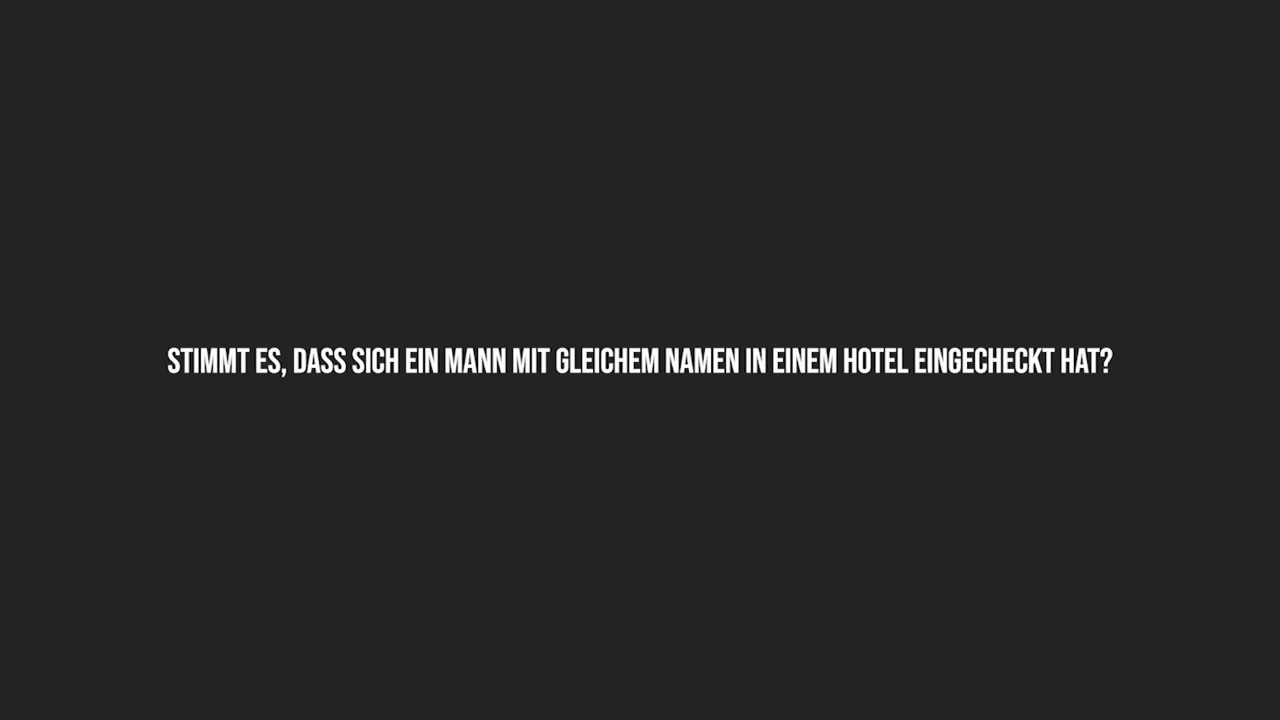 STIMMT ES, DASS SICH EIN MANN MIT GLEICHEM NAMEN IN EINEM HOTEL EINGECHECKT HAT?